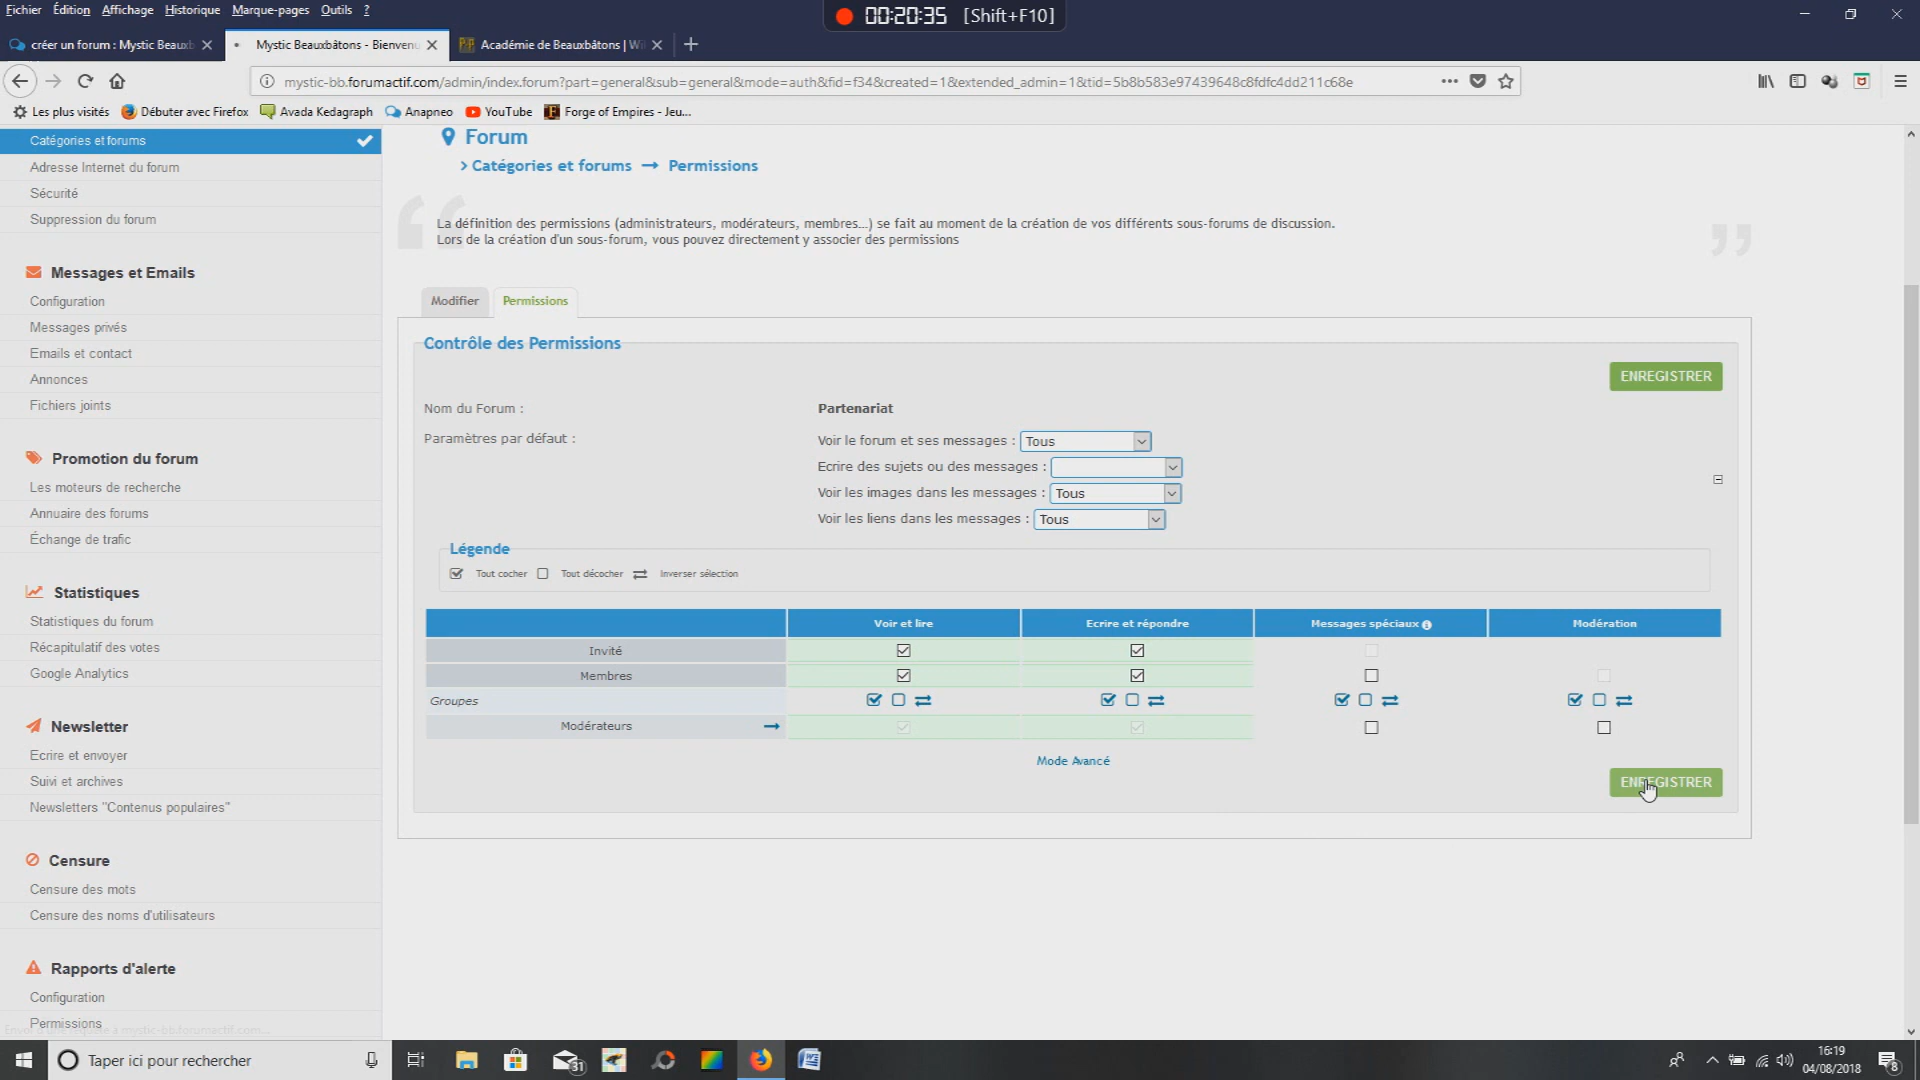 Fichier Édition Affichage Historique Marque-pages Outils ?
00:20:35 [Shift+F10]
créer un forum : Mystic Beauxb
Mystic Beauxbâtons - Bienvenu
Académie de Beauxbâtons | Wi
mystic-bb.forumactif.com/admin/index.forum?part=general&sub=general&mode=auth&fid=f34&created=1&extended_admin=1&tid=5b8b583e97439648c8fdfc4dd211c68e
Les plus visités Débuter avec Firefox Avada Kedagraph Anapneo YouTube Forge of Empires - Jeu...
Catégories et forums
Adresse Internet du forum
Sécurité
Suppression du forum
Messages et Emails
Configuration
Messages privés
Emails et contact
Annonces
Fichiers joints
Promotion du forum
Les moteurs de recherche
Annuaire des forums
Échange de trafic
Statistiques
Statistiques du forum
Récapitulatif des votes
Google Analytics
Newsletter
Ecrire et envoyer
Suivi et archives
Newsletters "Contenus populaires"
Censure
Censure des mots
Censure des noms d'utilisateurs
Rapports d'alerte
Configuration
Permissions
Envoi d'une requête à mystic-bb.forumactif.com...
Forum
> Catégories et forums → Permissions
La définition des permissions (administrateurs, modérateurs, membres...) se fait au moment de la création de vos différents sous-forums de discussion.
Lors de la création d'un sous-forum, vous pouvez directement y associer des permissions
Modifier Permissions
Contrôle des Permissions
ENREGISTRER
Nom du Forum : Partenariat
Paramètres par défaut : Voir le forum et ses messages : Tous
Ecrire des sujets ou des messages :
Voir les images dans les messages : Tous
Voir les liens dans les messages : Tous
Légende
Tout cocher Tout décocher Inverser sélection
Voir et lire Ecrire et répondre Messages spéciaux Modération
Invité
Membres
Groupes
Modérateurs
Mode Avancé
ENREGISTRER
Taper ici pour rechercher
31
16:19
04/08/2018
8